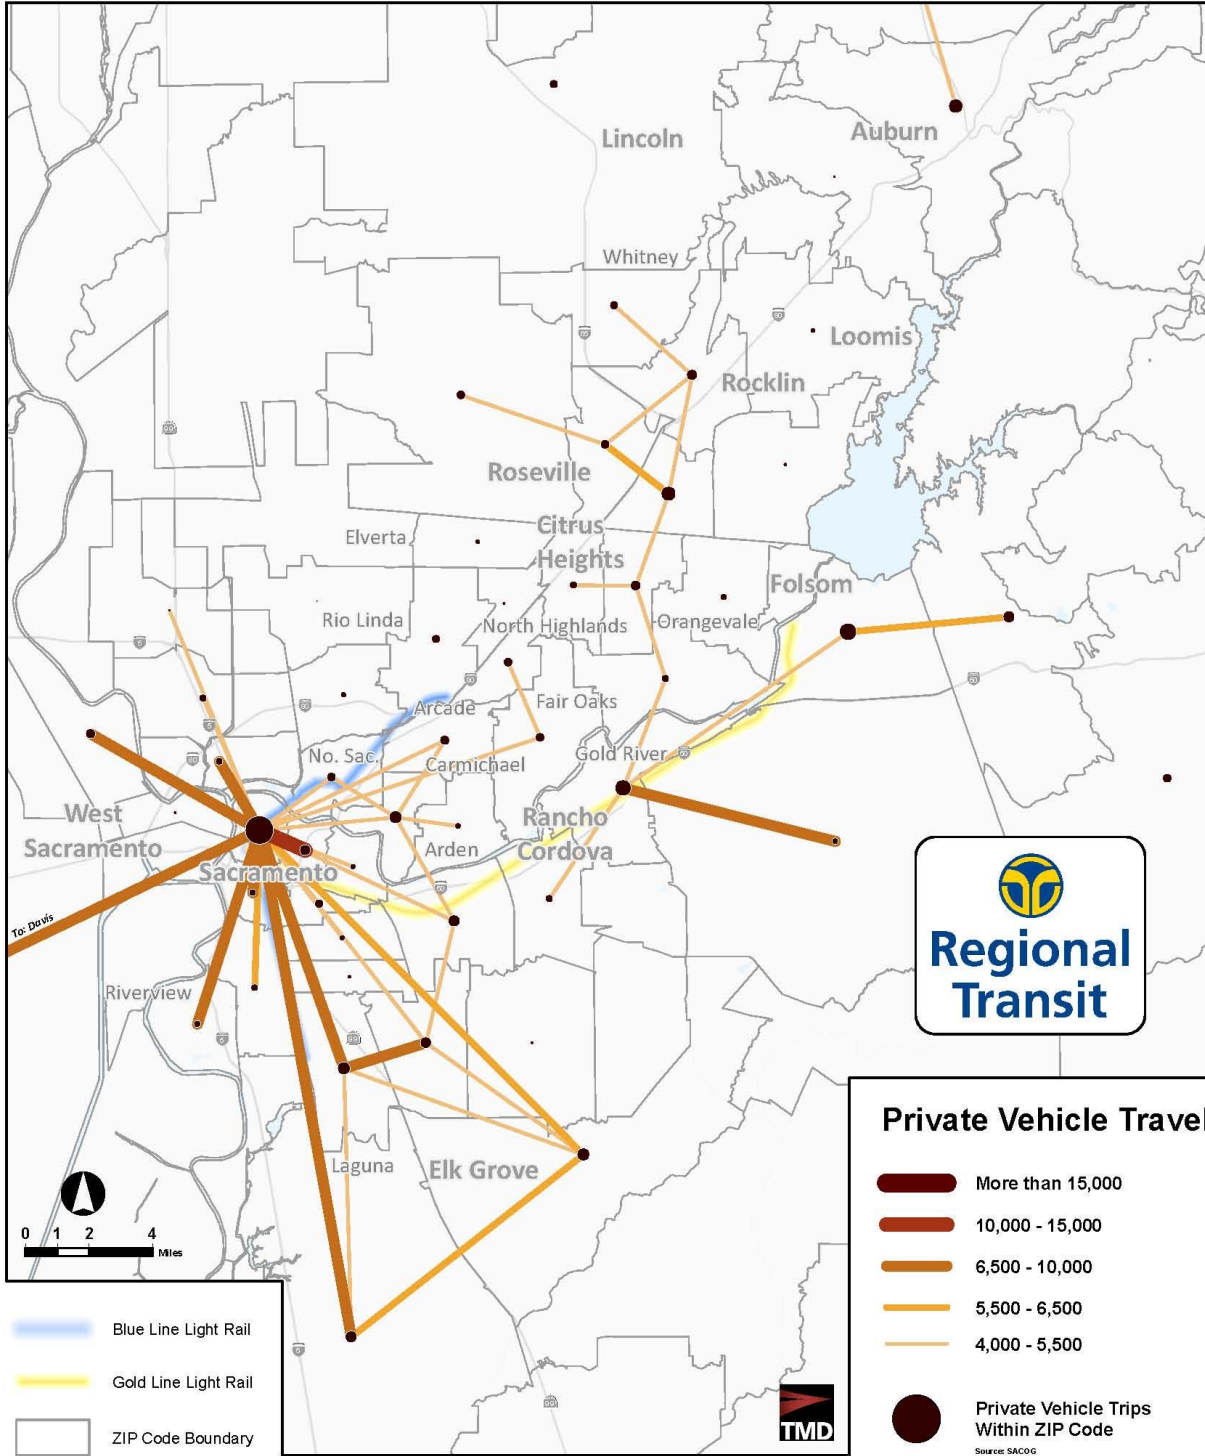 Lincoln
Auburn
Whitney
Loomis
Rocklin
Roseville
Citrus
Heights
Elverta
Folsom
Rio Linda
North Highlands
Orangevale
Arcade
Fair Oaks
No. Sac.
Carmichael
Gold River
West
Sacramento
Rancho
Cordova
Arden
Sacramento
To: Davis
Riverview
Laguna
Elk Grove
Regional
Transit
0 1 2 4
Miles
Blue Line Light Rail
Gold Line Light Rail
ZIP Code Boundary
TMD
Private Vehicle Travel
More than 15,000
10,000 - 15,000
6,500 - 10,000
5,500 - 6,500
4,000 - 5,500
Private Vehicle Trips
Within ZIP Code
Source: SACOG